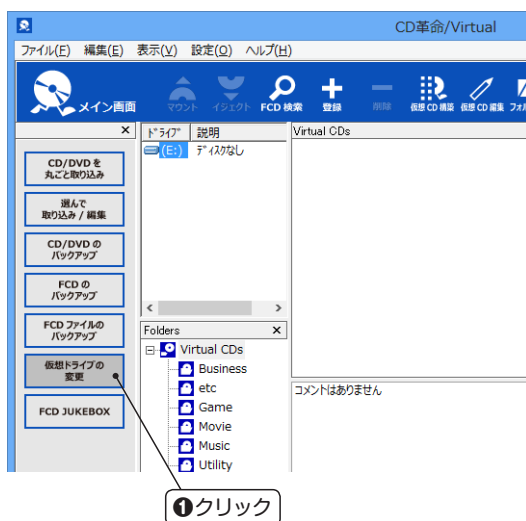 CD革命/Virtual
ファイル(F) 編集(E) 表示(V) 設定(O) ヘルプ(H)
メイン画面 マウント イジェクト FCD 検索 登録 削除 仮想 CD 構築 仮想 CD 編集 フォル
CD/DVD を
丸ごと取り込み
選んで
取り込み / 編集
CD/DVD の
バックアップ
FCD の
バックアップ
FCD ファイルの
バックアップ
仮想ドライブの
変更
FCD JUKEBOX
ドライブ 説明
(E:) ディスクなし
Folders
Virtual CDs
Business
etc
Game
Movie
Music
Utility
Virtual CDs
コメントはありません
❶クリック